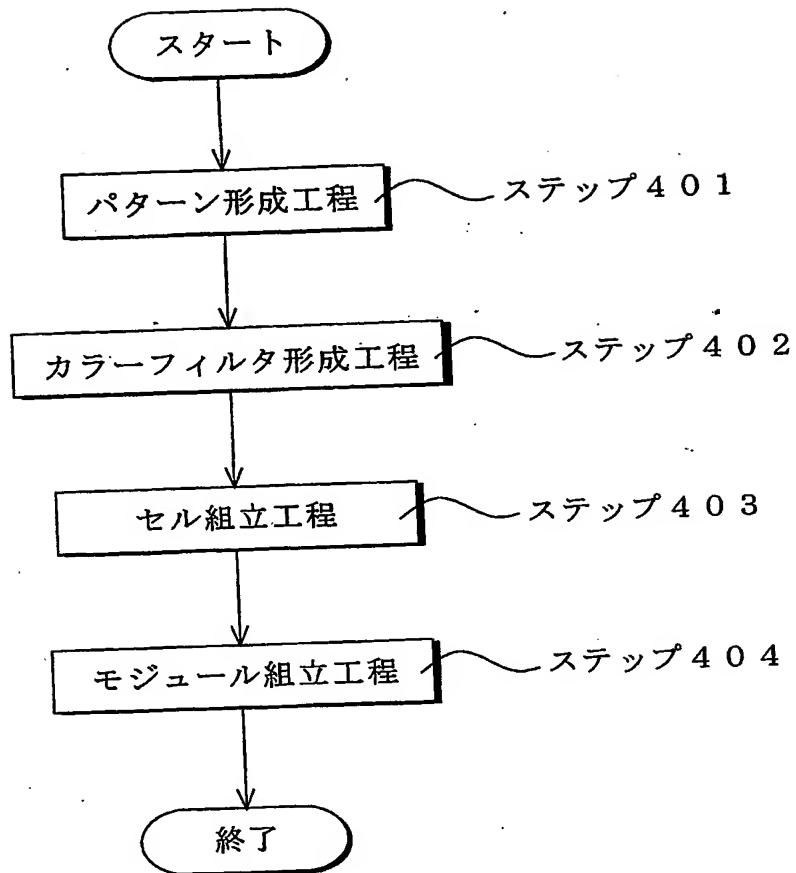 スタート
パターン形成工程
ステップ401
カラーフィルタ形成工程
ステップ402
セル組立工程
ステップ403
モジュール組立工程
ステップ404
終了